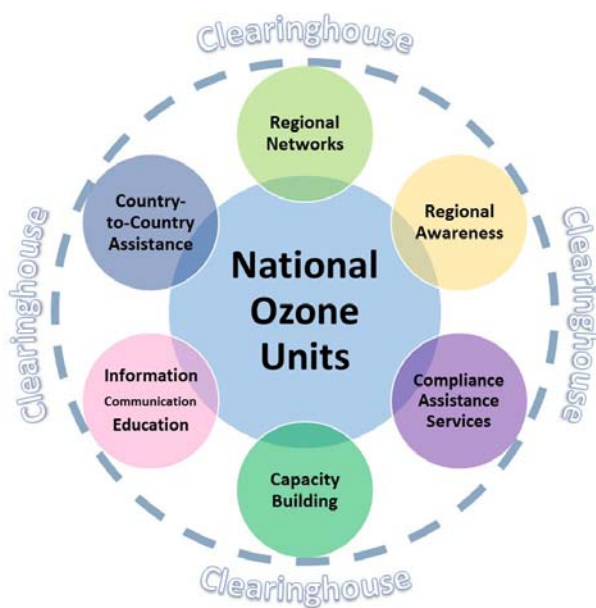 Clearinghouse
Regional
Networks
Country-
to-Country
Assistance
Regional
Awareness
Clearinghouse
Clearinghouse
National
Ozone
Units
Information
Communication
Education
Compliance
Assistance
Services
Capacity
Building
Clearinghouse